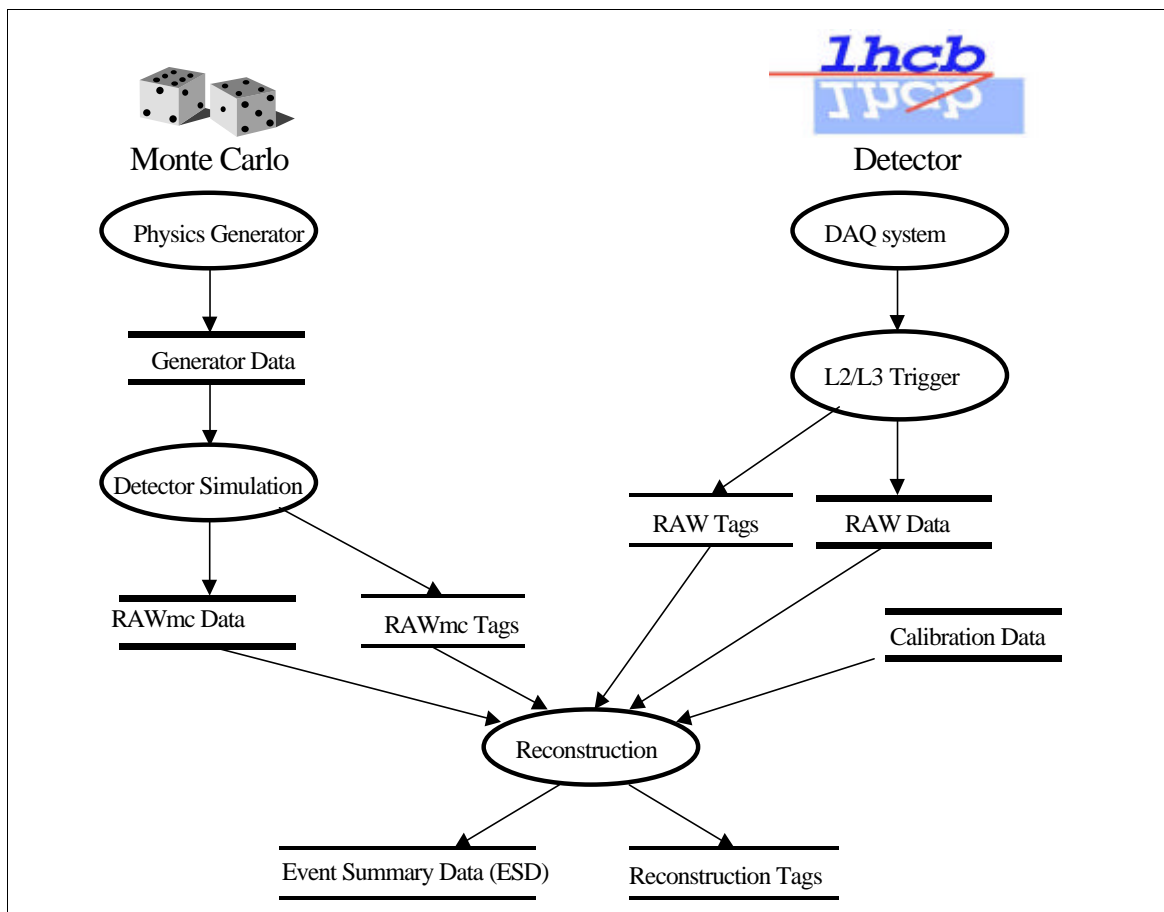 lhcb
lhcb
Monte Carlo
Detector
Physics Generator
DAQ system
Generator Data
L2/L3 Trigger
Detector Simulation
RAW Tags
RAW Data
RAWmc Data
RAWmc Tags
Calibration Data
Reconstruction
Event Summary Data (ESD)
Reconstruction Tags